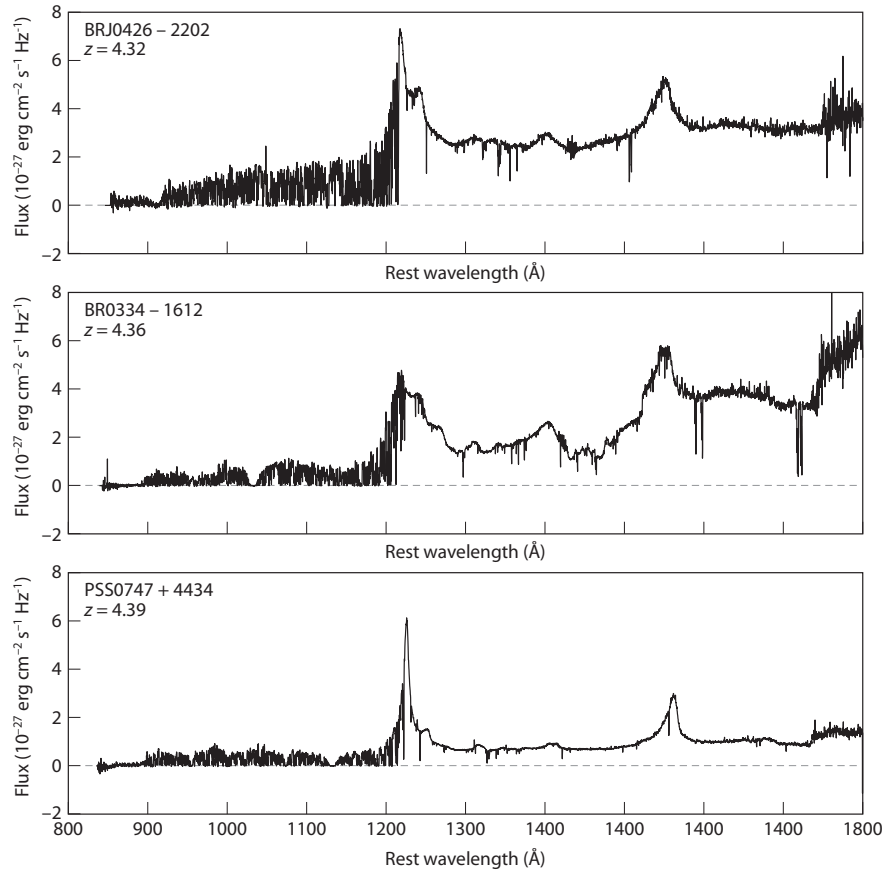 BRJ0426 – 2202
z = 4.32
8
6
4
2
0
−2
Flux (10⁻²⁷ erg cm⁻² s⁻¹ Hz⁻¹)
Rest wavelength (Å)
BR0334 – 1612
z = 4.36
8
6
4
2
0
−2
Flux (10⁻²⁷ erg cm⁻² s⁻¹ Hz⁻¹)
Rest wavelength (Å)
PSS0747 + 4434
z = 4.39
8
6
4
2
0
−2
Flux (10⁻²⁷ erg cm⁻² s⁻¹ Hz⁻¹)
800 900 1000 1100 1200 1300 1400 1400 1400 1400 1800
Rest wavelength (Å)